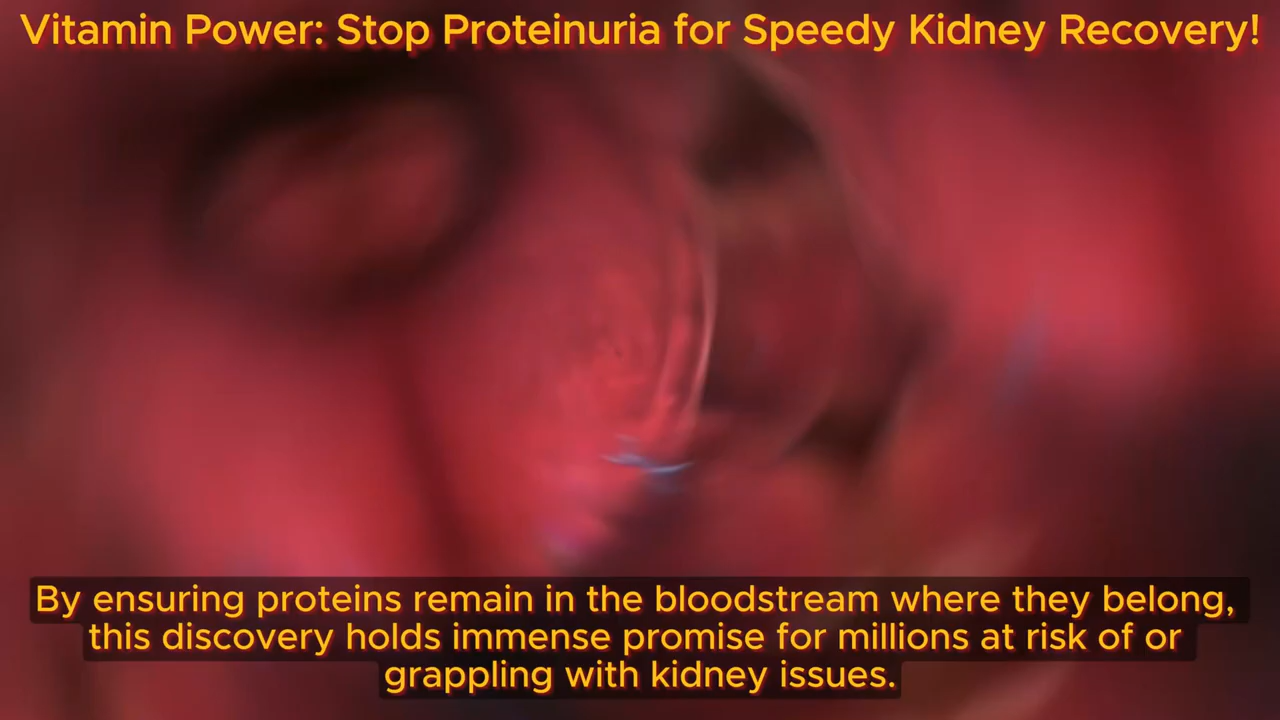 Vitamin Power: Stop Proteinuria for Speedy Kidney Recovery!
By ensuring proteins remain in the bloodstream where they belong,
this discovery holds immense promise for millions at risk of or
grappling with kidney issues.